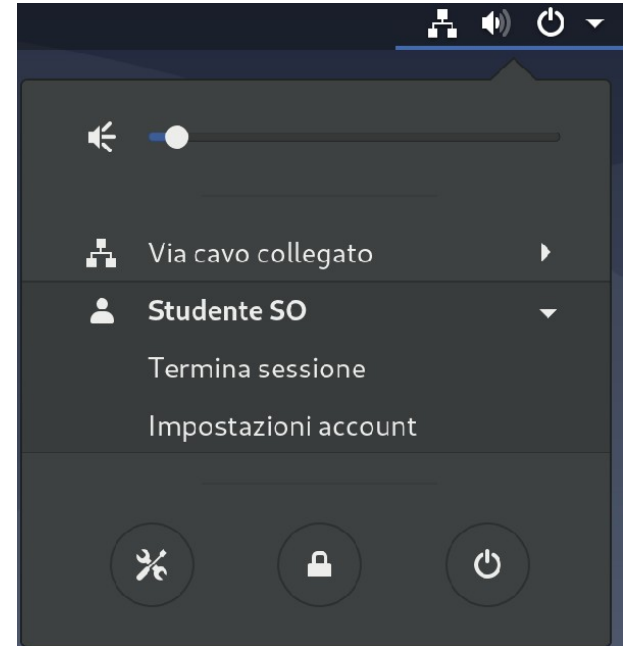 Via cavo collegato
Studente SO
Termina sessione
Impostazioni account